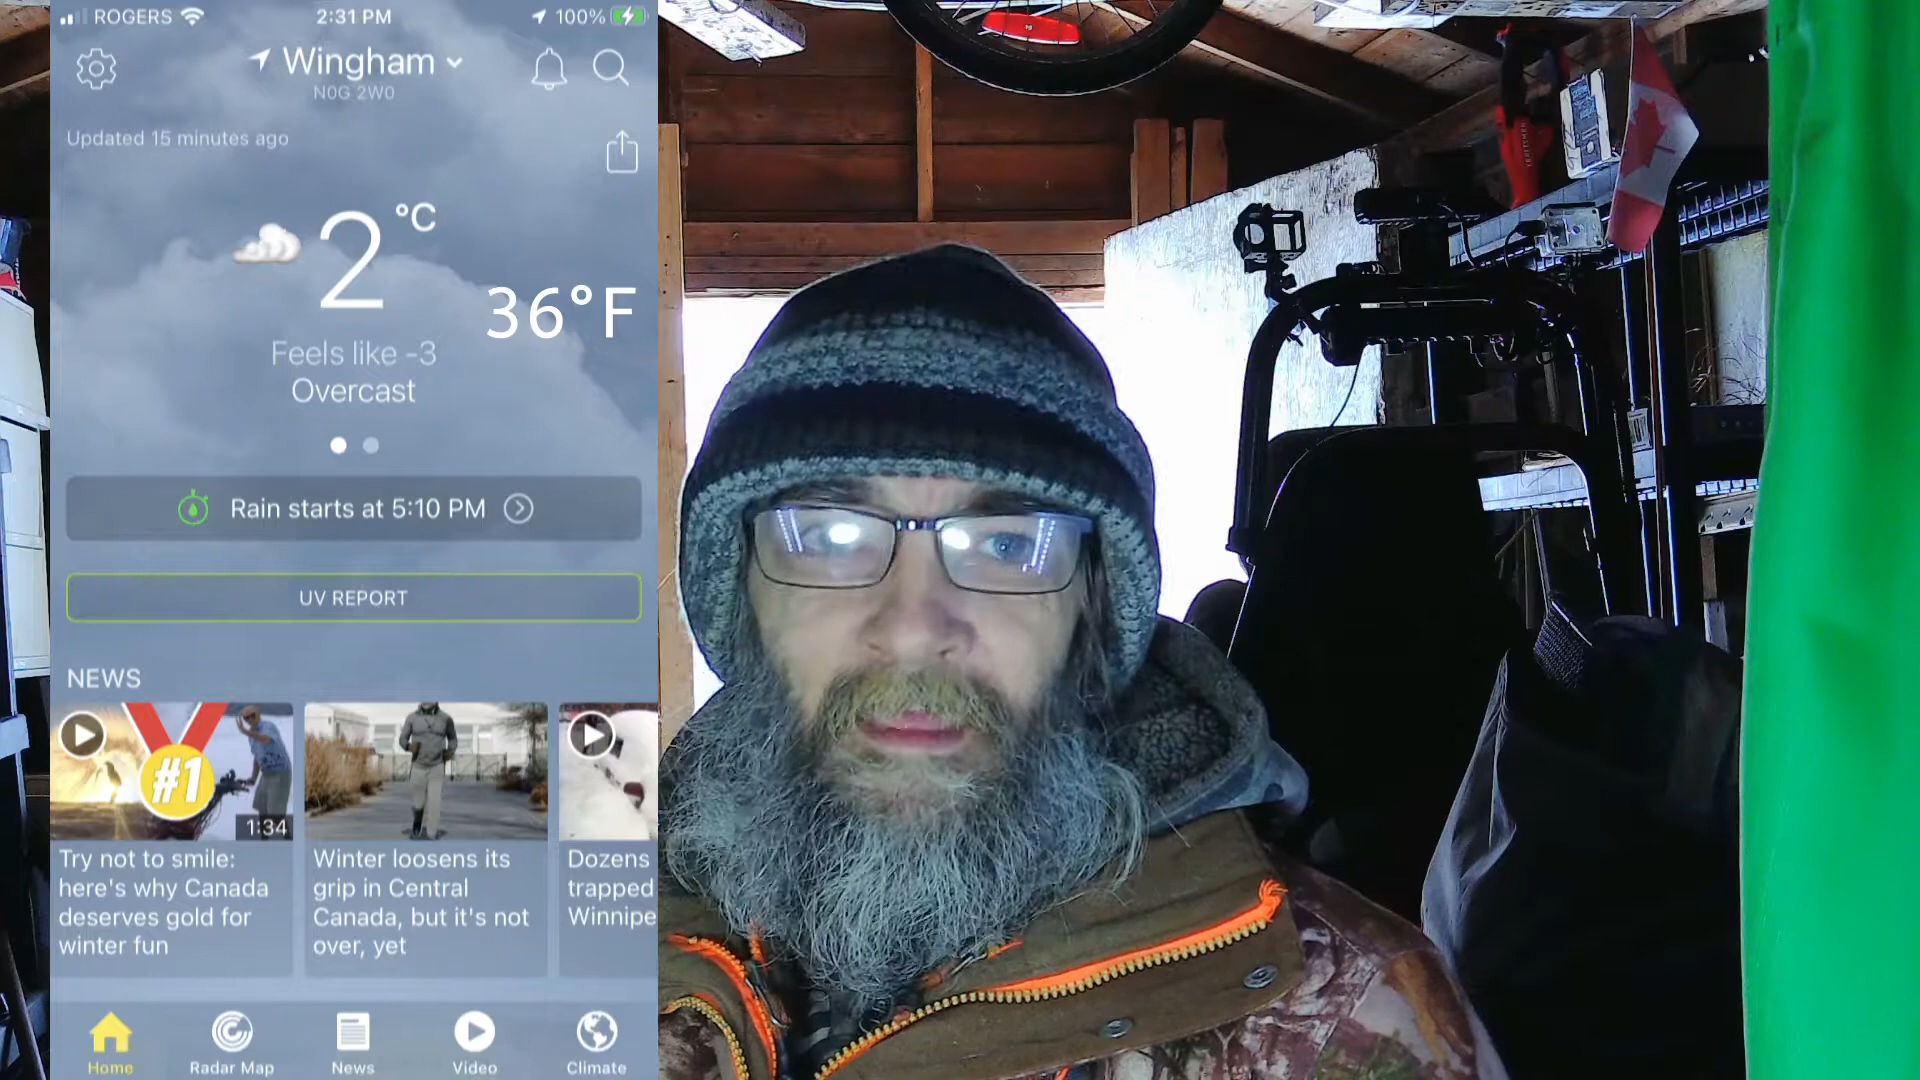 ROGERS
2:31 PM
100%
Wingham
N0G 2W0
Updated 15 minutes ago
2 °C
36°F
Feels like -3
Overcast
Rain starts at 5:10 PM
UV REPORT
NEWS
#1
1:34
Try not to smile:
here's why Canada
deserves gold for
winter fun
Winter loosens its
grip in Central
Canada, but it's not
over, yet
Dozens
trapped
Winnipe
Home
Radar Map
News
Video
Climate